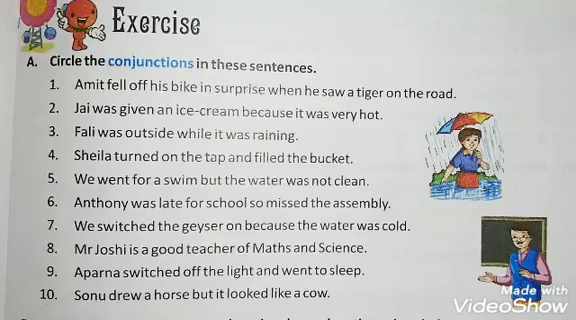 Exercise
A. Circle the conjunctions in these sentences.
1. Amit fell off his bike in surprise when he saw a tiger on the road.
2. Jai was given an ice-cream because it was very hot.
3. Fali was outside while it was raining.
4. Sheila turned on the tap and filled the bucket.
5. We went for a swim but the water was not clean.
6. Anthony was late for school so missed the assembly.
7. We switched the geyser on because the water was cold.
8. Mr Joshi is a good teacher of Maths and Science.
9. Aparna switched off the light and went to sleep.
10. Sonu drew a horse but it looked like a cow.
Made with
VideoShow